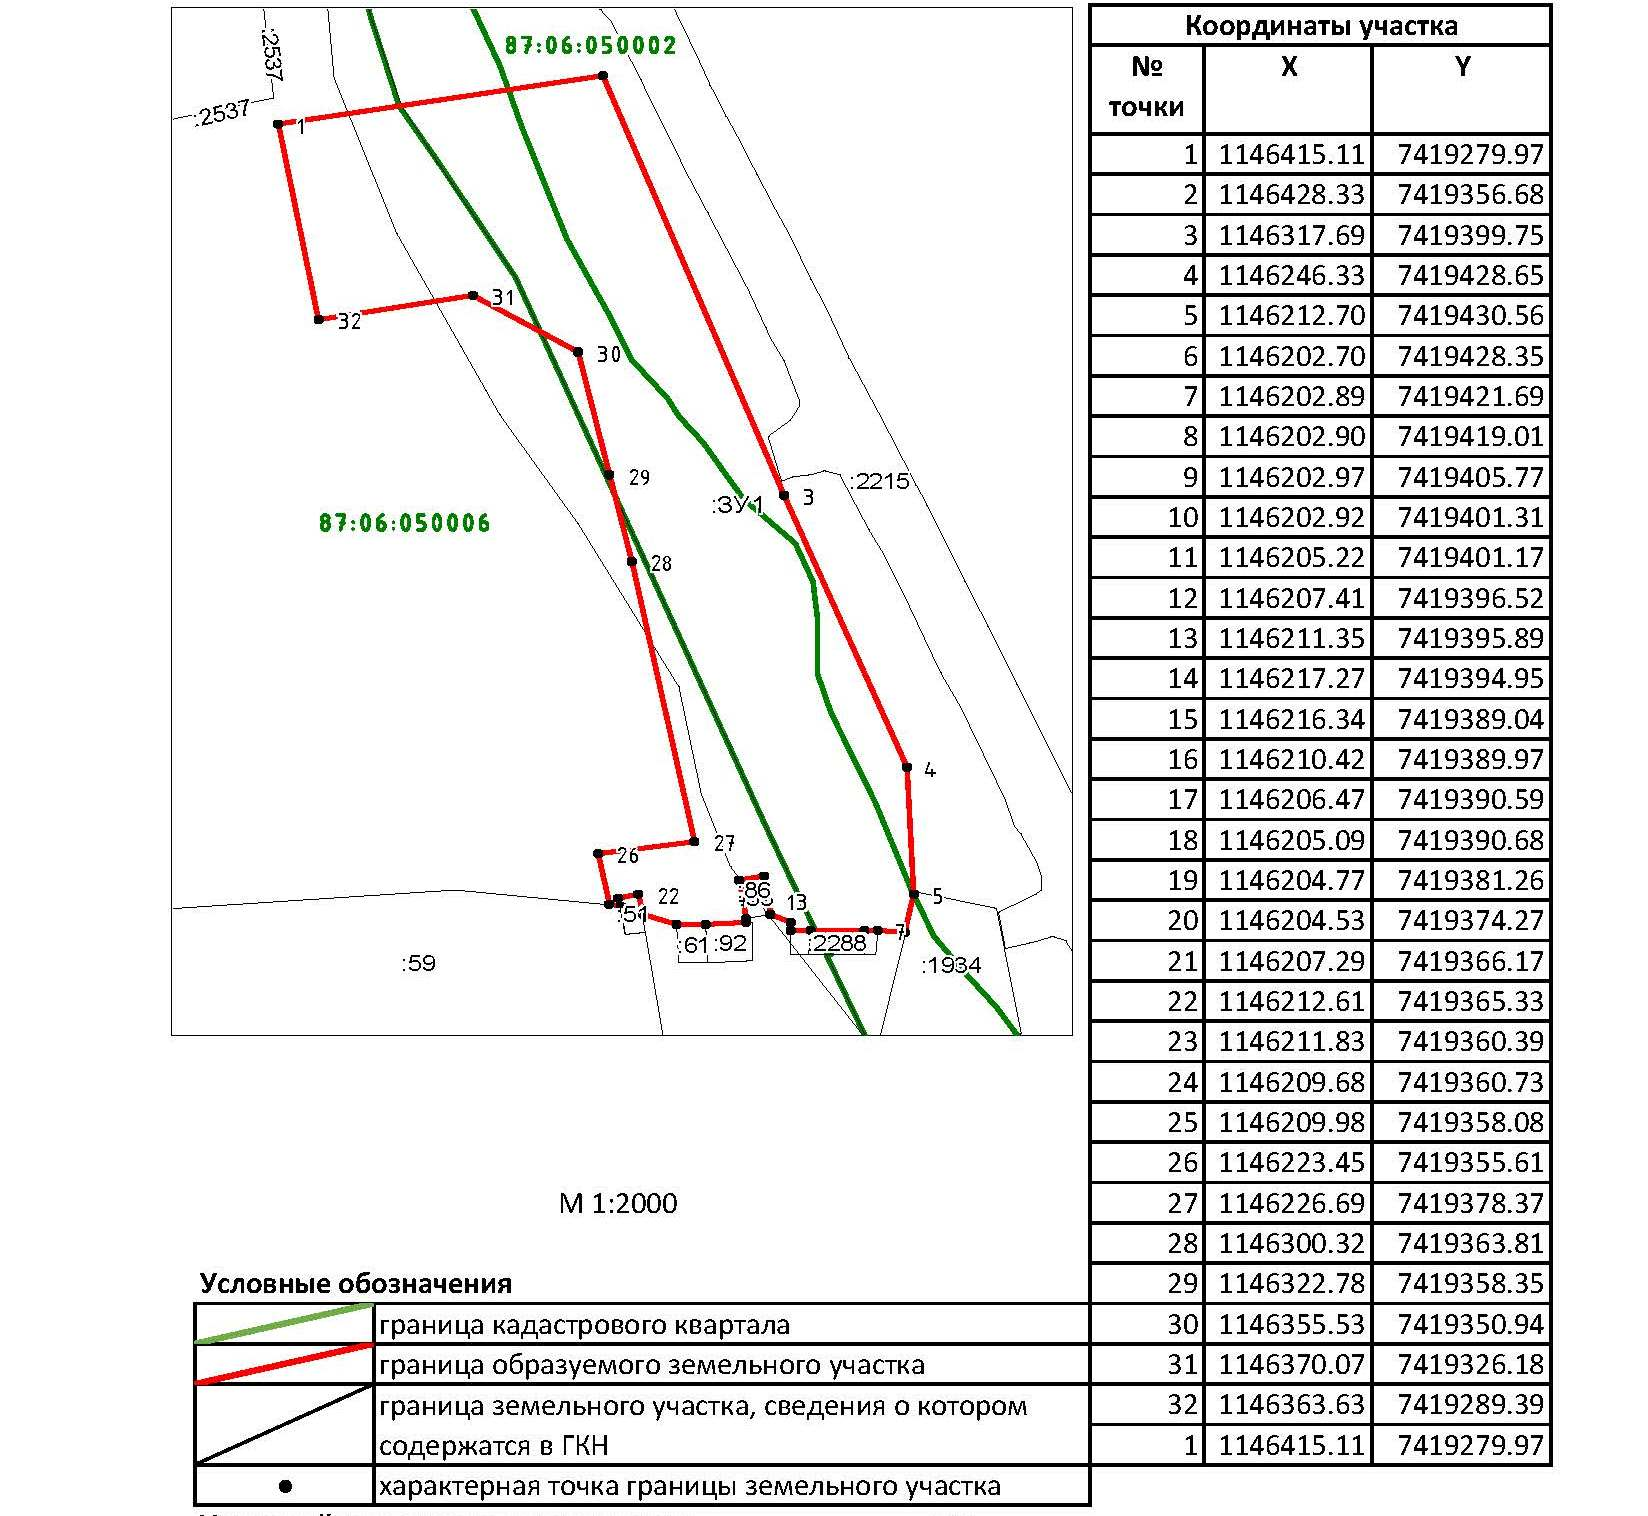 87:06:050002
:2537
:2537
1
31
32
30
29
:2215
:ЗУ1
3
87:06:050006
28
4
27
26
:86
22
5
13
:51
:61
:92
:2288
7
:59
:1934
М 1:2000
Условные обозначения
граница кадастрового квартала
граница образуемого земельного участка
граница земельного участка, сведения о котором
содержатся в ГКН
характерная точка границы земельного участка
Координаты участка
№ X Y
точки
1 1146415.11 7419279.97
2 1146428.33 7419356.68
3 1146317.69 7419399.75
4 1146246.33 7419428.65
5 1146212.70 7419430.56
6 1146202.70 7419428.35
7 1146202.89 7419421.69
8 1146202.90 7419419.01
9 1146202.97 7419405.77
10 1146202.92 7419401.31
11 1146205.22 7419401.17
12 1146207.41 7419396.52
13 1146211.35 7419395.89
14 1146217.27 7419394.95
15 1146216.34 7419389.04
16 1146210.42 7419389.97
17 1146206.47 7419390.59
18 1146205.09 7419390.68
19 1146204.77 7419381.26
20 1146204.53 7419374.27
21 1146207.29 7419366.17
22 1146212.61 7419365.33
23 1146211.83 7419360.39
24 1146209.68 7419360.73
25 1146209.98 7419358.08
26 1146223.45 7419355.61
27 1146226.69 7419378.37
28 1146300.32 7419363.81
29 1146322.78 7419358.35
30 1146355.53 7419350.94
31 1146370.07 7419326.18
32 1146363.63 7419289.39
1 1146415.11 7419279.97